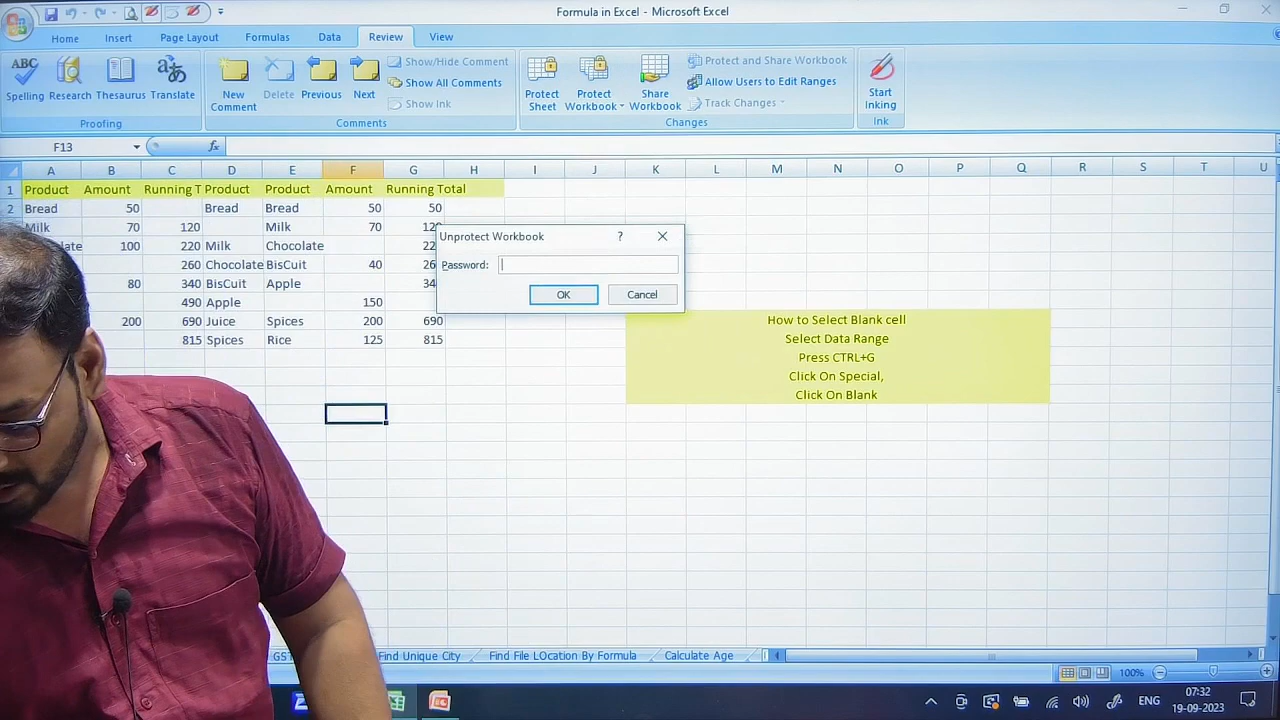 Formula in Excel - Microsoft Excel
Home Insert Page Layout Formulas Data Review View
ABC
Spelling Research Thesaurus Translate
New Comment Delete Previous Next
Show/Hide Comment
Show All Comments
Show Ink
Protect Sheet Protect Workbook Share Workbook
Protect and Share Workbook
Allow Users to Edit Ranges
Track Changes
Start Inking
Proofing Comments Changes Ink
F13 fx
A B C D E F G H I J K L M N O P Q R S T U
1 Product Amount Running T Product Product Amount Running Total
2 Bread 50 Bread Bread 50 50
Milk 70 120 Milk 70
100 220 Milk Chocolate
260 Chocolate BisCuit 40
80 340 BisCuit Apple
490 Apple 150
200 690 Juice Spices 200 690
815 Spices Rice 125 815
Unprotect Workbook ?
Password:
OK Cancel
How to Select Blank cell
Select Data Range
Press CTRL+G
Click On Special,
Click On Blank
GST Find Unique City Find File LOcation By Formula Calculate Age
100%
ENG 07:32
19-09-2023